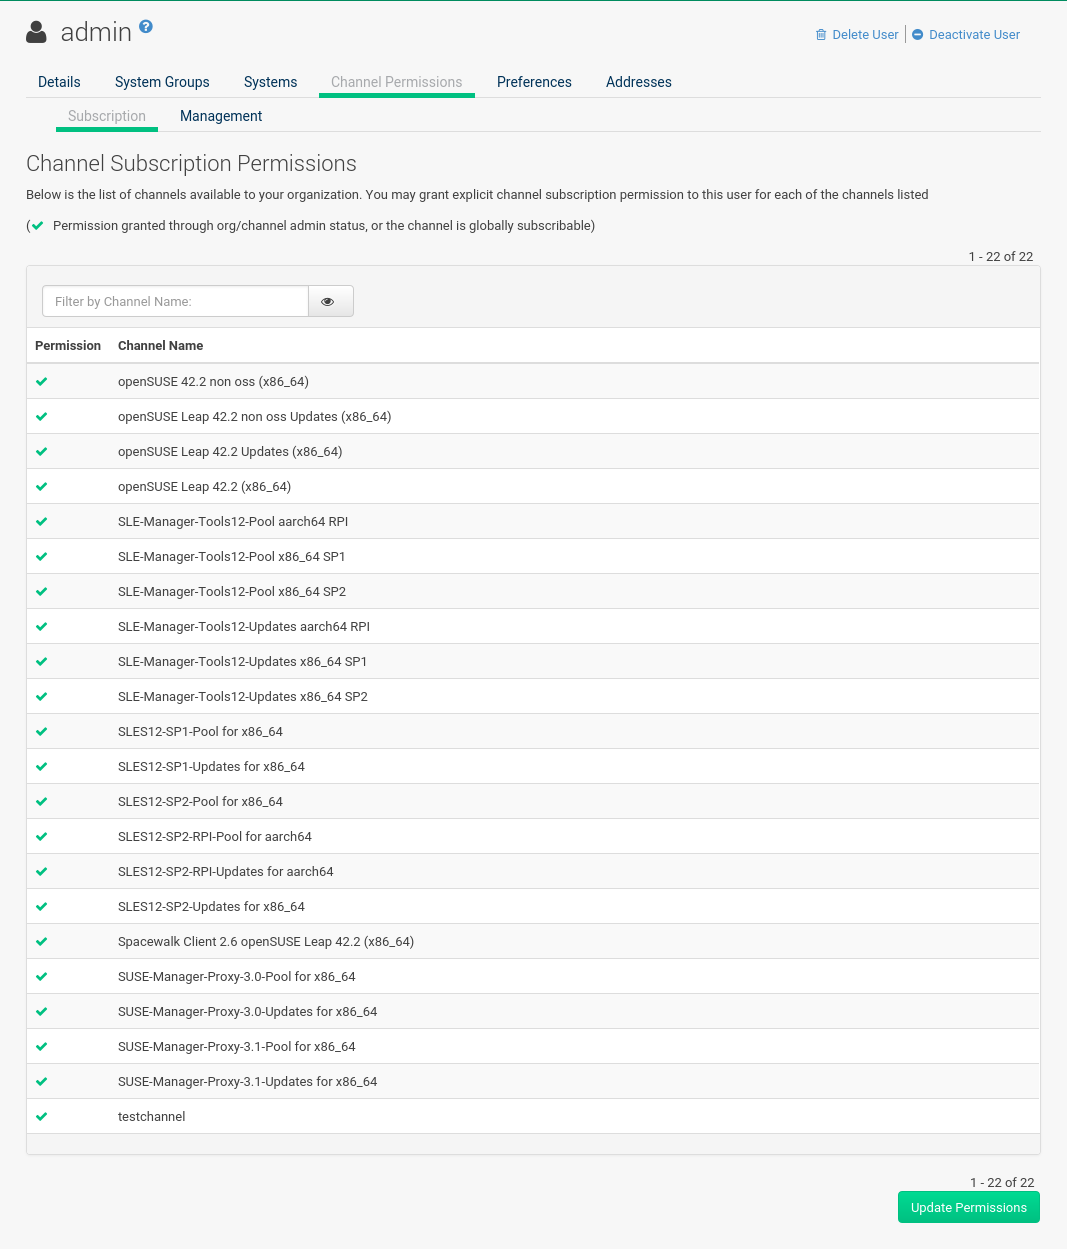 admin ?
Delete User Deactivate User
Details System Groups Systems Channel Permissions Preferences Addresses
Subscription Management
Channel Subscription Permissions
Below is the list of channels available to your organization. You may grant explicit channel subscription permission to this user for each of the channels listed
( Permission granted through org/channel admin status, or the channel is globally subscribable)
1 - 22 of 22
Filter by Channel Name:
Permission Channel Name
openSUSE 42.2 non oss (x86_64)
openSUSE Leap 42.2 non oss Updates (x86_64)
openSUSE Leap 42.2 Updates (x86_64)
openSUSE Leap 42.2 (x86_64)
SLE-Manager-Tools12-Pool aarch64 RPI
SLE-Manager-Tools12-Pool x86_64 SP1
SLE-Manager-Tools12-Pool x86_64 SP2
SLE-Manager-Tools12-Updates aarch64 RPI
SLE-Manager-Tools12-Updates x86_64 SP1
SLE-Manager-Tools12-Updates x86_64 SP2
SLES12-SP1-Pool for x86_64
SLES12-SP1-Updates for x86_64
SLES12-SP2-Pool for x86_64
SLES12-SP2-RPI-Pool for aarch64
SLES12-SP2-RPI-Updates for aarch64
SLES12-SP2-Updates for x86_64
Spacewalk Client 2.6 openSUSE Leap 42.2 (x86_64)
SUSE-Manager-Proxy-3.0-Pool for x86_64
SUSE-Manager-Proxy-3.0-Updates for x86_64
SUSE-Manager-Proxy-3.1-Pool for x86_64
SUSE-Manager-Proxy-3.1-Updates for x86_64
testchannel
1 - 22 of 22
Update Permissions